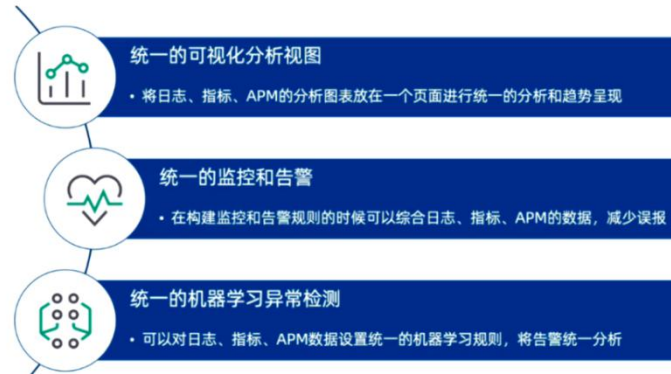 统一的可视化分析视图
• 将日志、指标、APM的分析图表放在一个页面进行统一的分析和趋势呈现
统一的监控和告警
• 在构建监控和告警规则的时候可以综合日志、指标、APM的数据，减少误报
统一的机器学习异常检测
• 可以对日志、指标、APM数据设置统一的机器学习规则，将告警统一分析